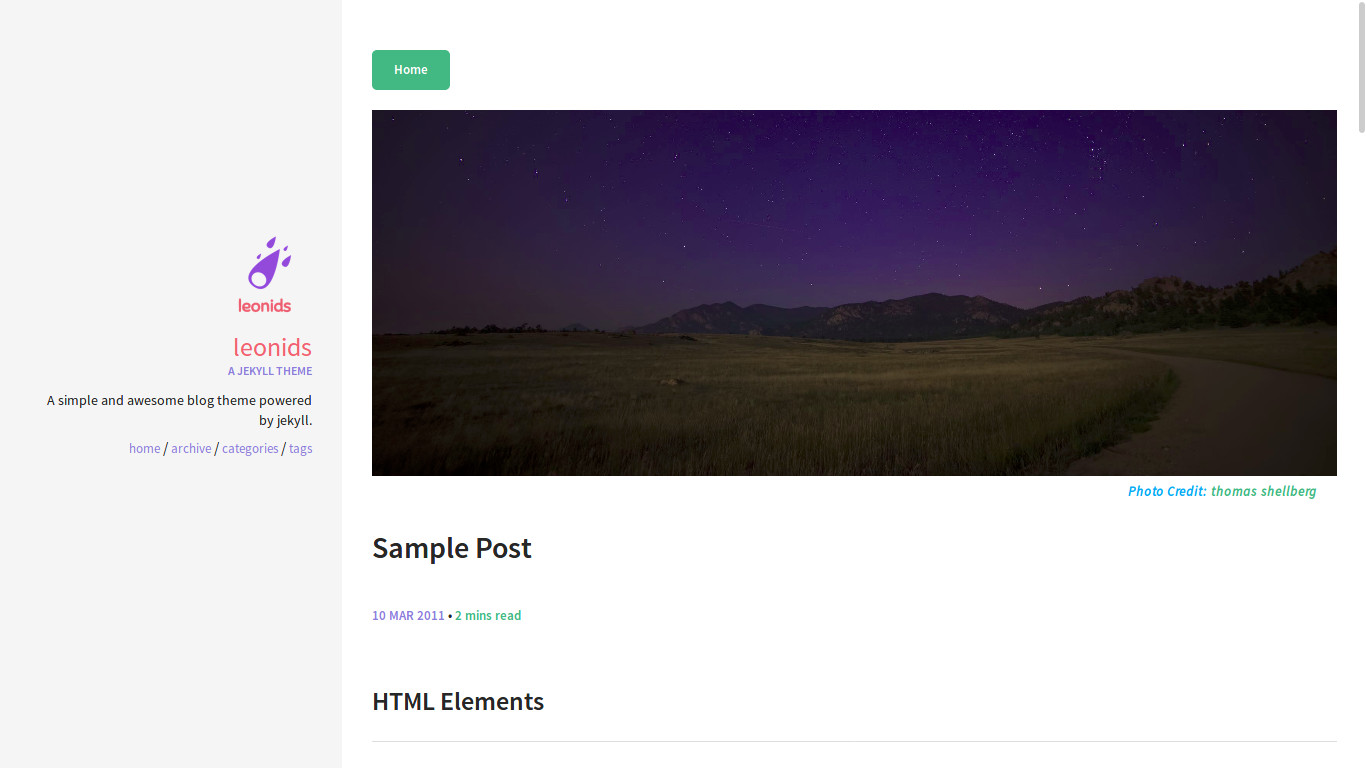 leonids
leonids
A JEKYLL THEME
A simple and awesome blog theme powered
by jekyll.
home / archive / categories / tags
Home
Photo Credit: thomas shellberg
Sample Post
10 MAR 2011 • 2 mins read
HTML Elements